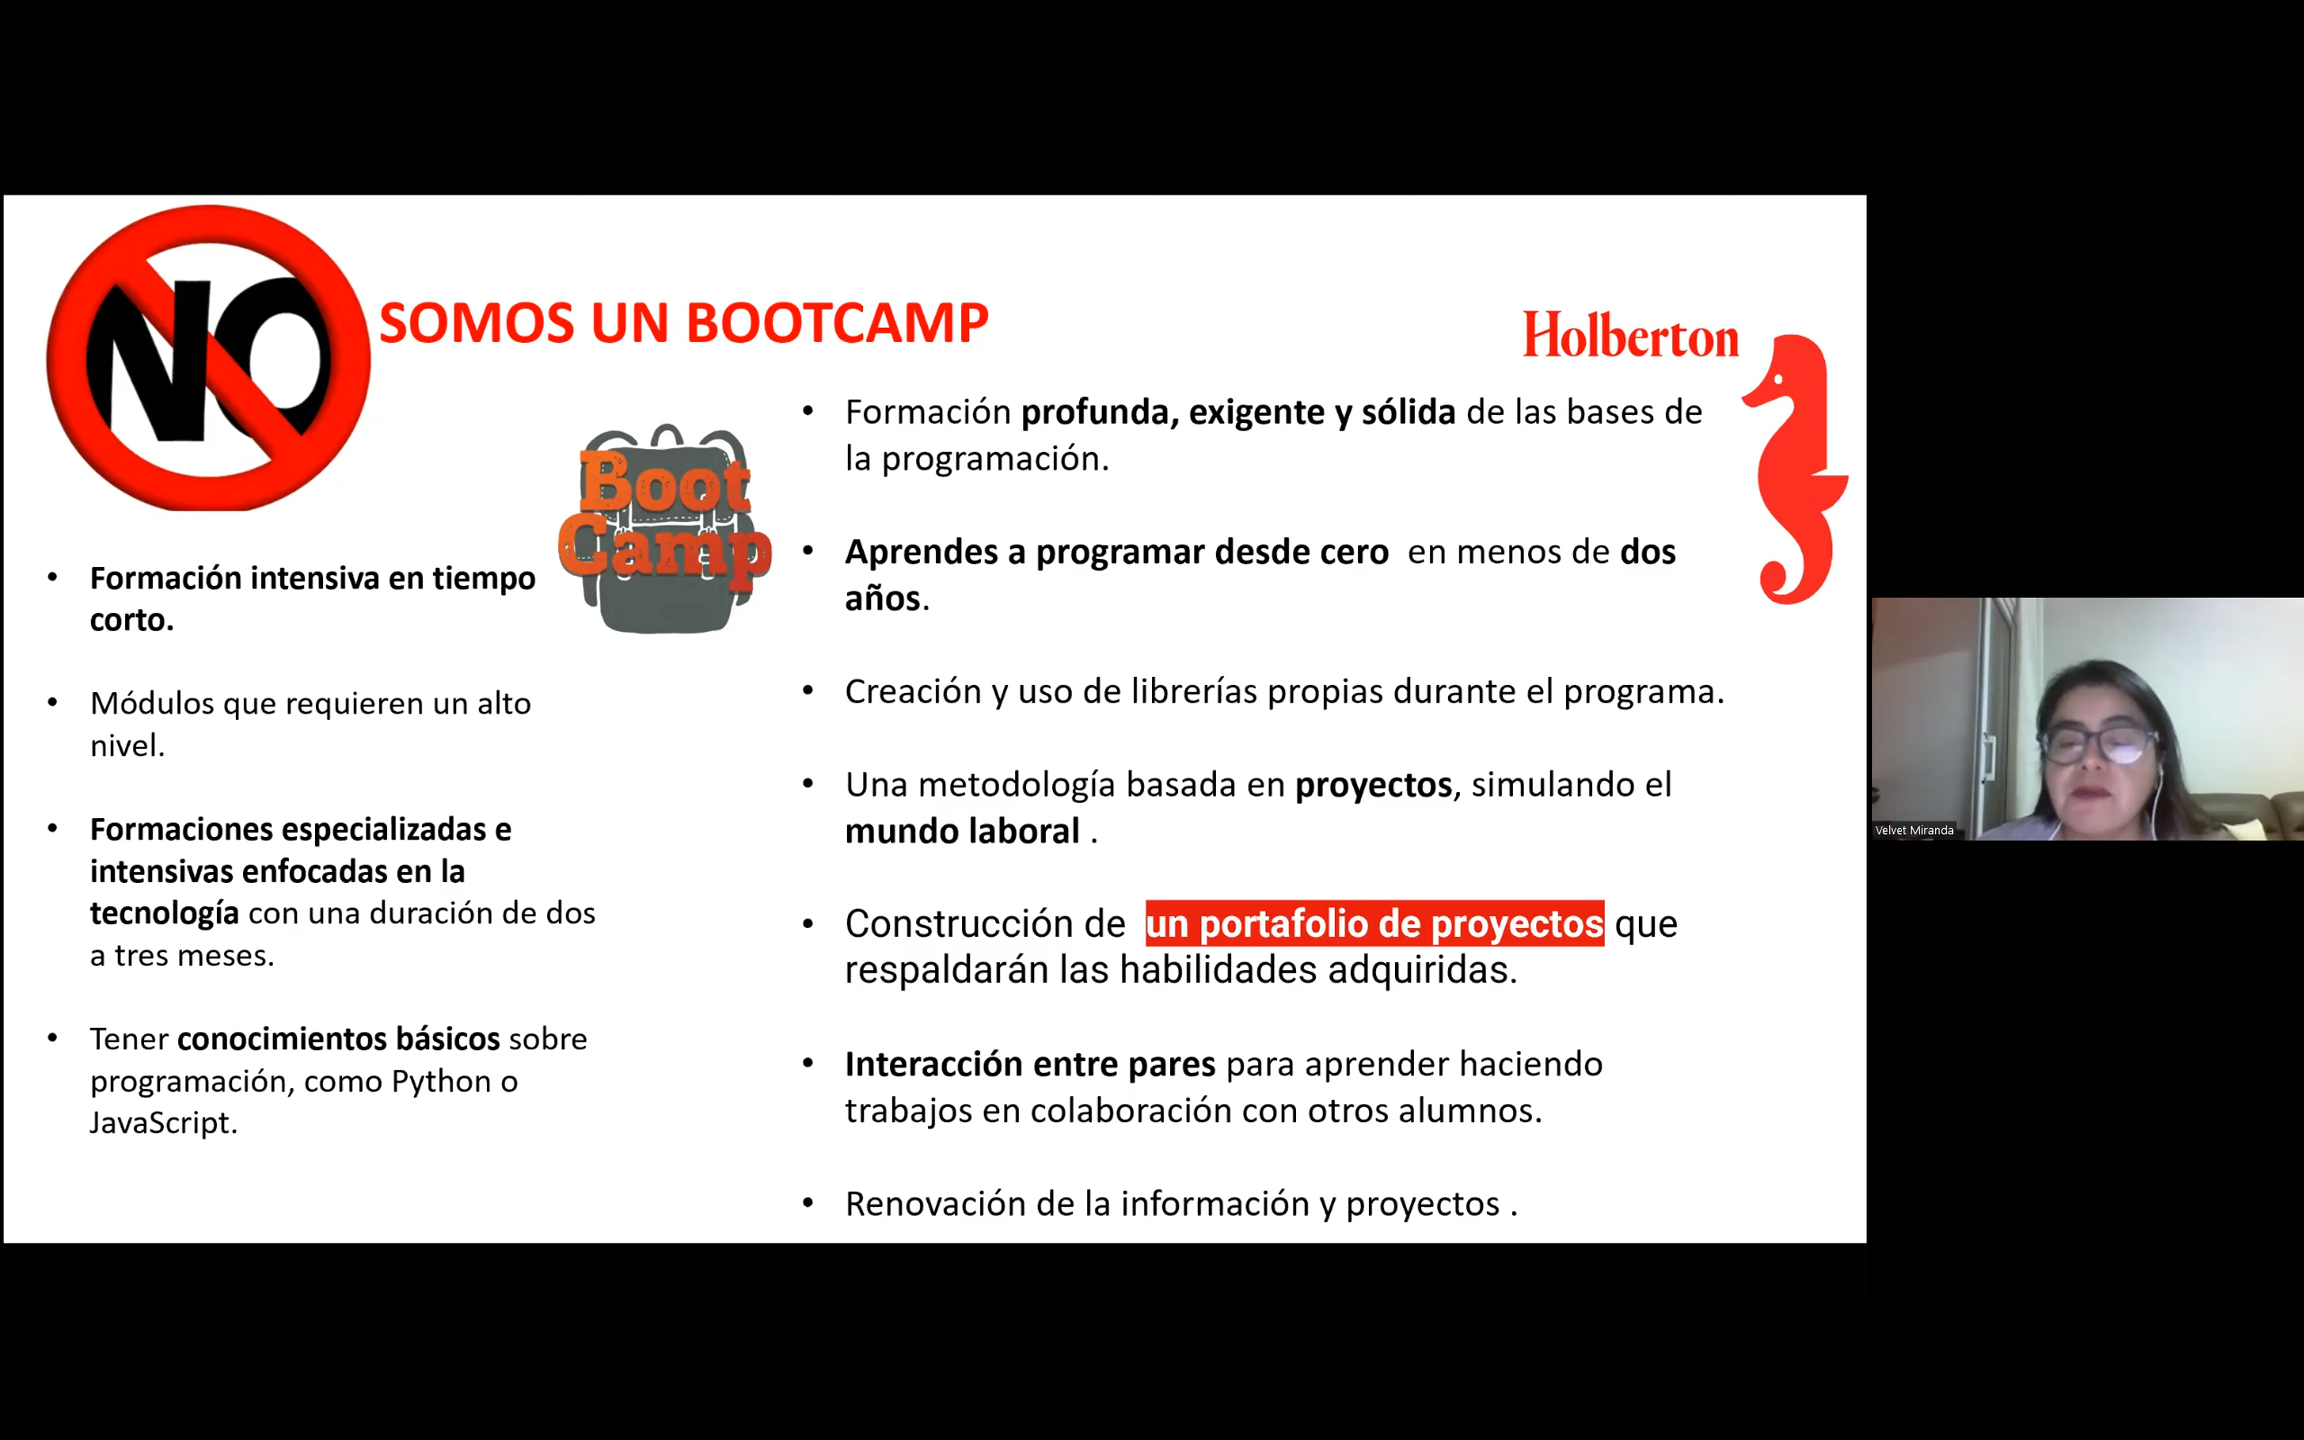 NO
SOMOS UN BOOTCAMP
Boot
Camp
• Formación intensiva en tiempo
corto.
• Módulos que requieren un alto
nivel.
• Formaciones especializadas e
intensivas enfocadas en la
tecnología con una duración de dos
a tres meses.
• Tener conocimientos básicos sobre
programación, como Python o
JavaScript.
Holberton
• Formación profunda, exigente y sólida de las bases de
la programación.
• Aprendes a programar desde cero en menos de dos
años.
• Creación y uso de librerías propias durante el programa.
• Una metodología basada en proyectos, simulando el
mundo laboral .
• Construcción de un portafolio de proyectos que
respaldarán las habilidades adquiridas.
• Interacción entre pares para aprender haciendo
trabajos en colaboración con otros alumnos.
• Renovación de la información y proyectos .
Velvet Miranda